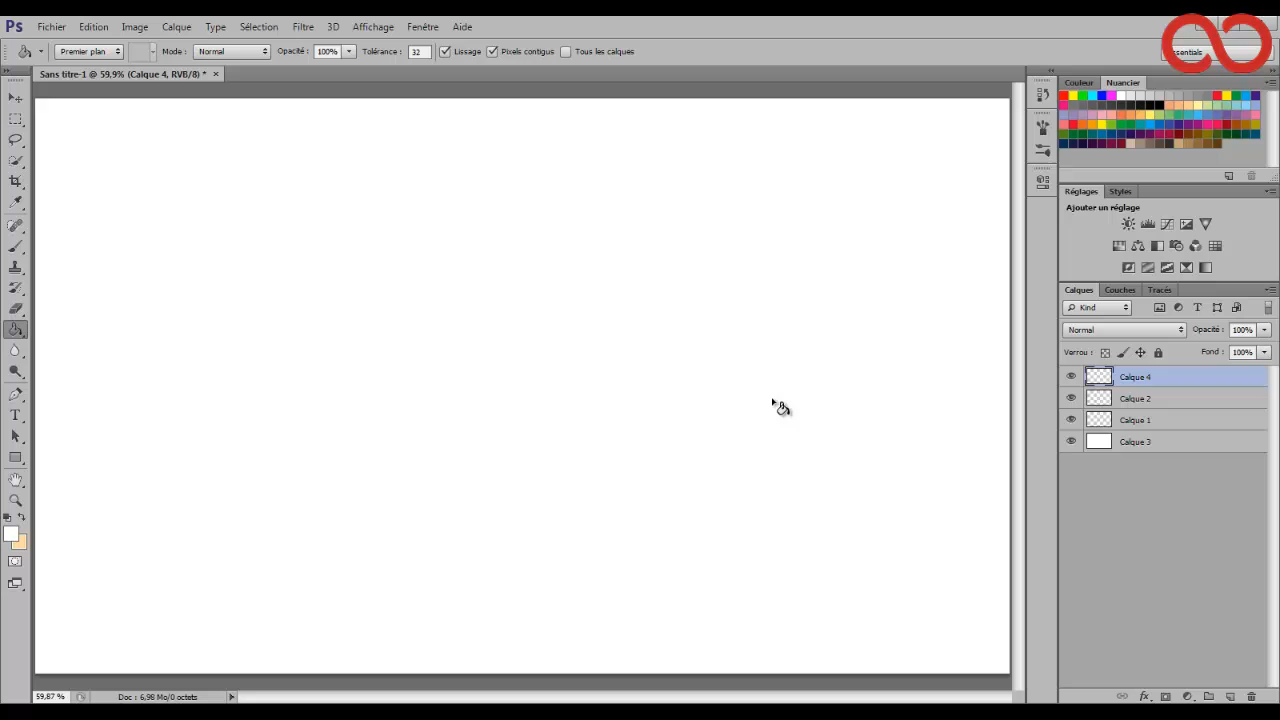 Ps Fichier Edition Image Calque Type Sélection Filtre 3D Affichage Fenêtre Aide
Premier plan Mode : Normal Opacité : 100% Tolérance : 32 Lissage Pixels contigus Tous les calques
Essentials
Sans titre-1 @ 59,9% (Calque 4, RVB/8) * ×
Couleur Nuancier
Réglages Styles
Ajouter un réglage
Calques Couches Tracés
Kind
Normal Opacité : 100%
Verrou : Fond : 100%
Calque 4
Calque 2
Calque 1
Calque 3
59,87 % Doc : 6,98 Mo/0 octets
fx